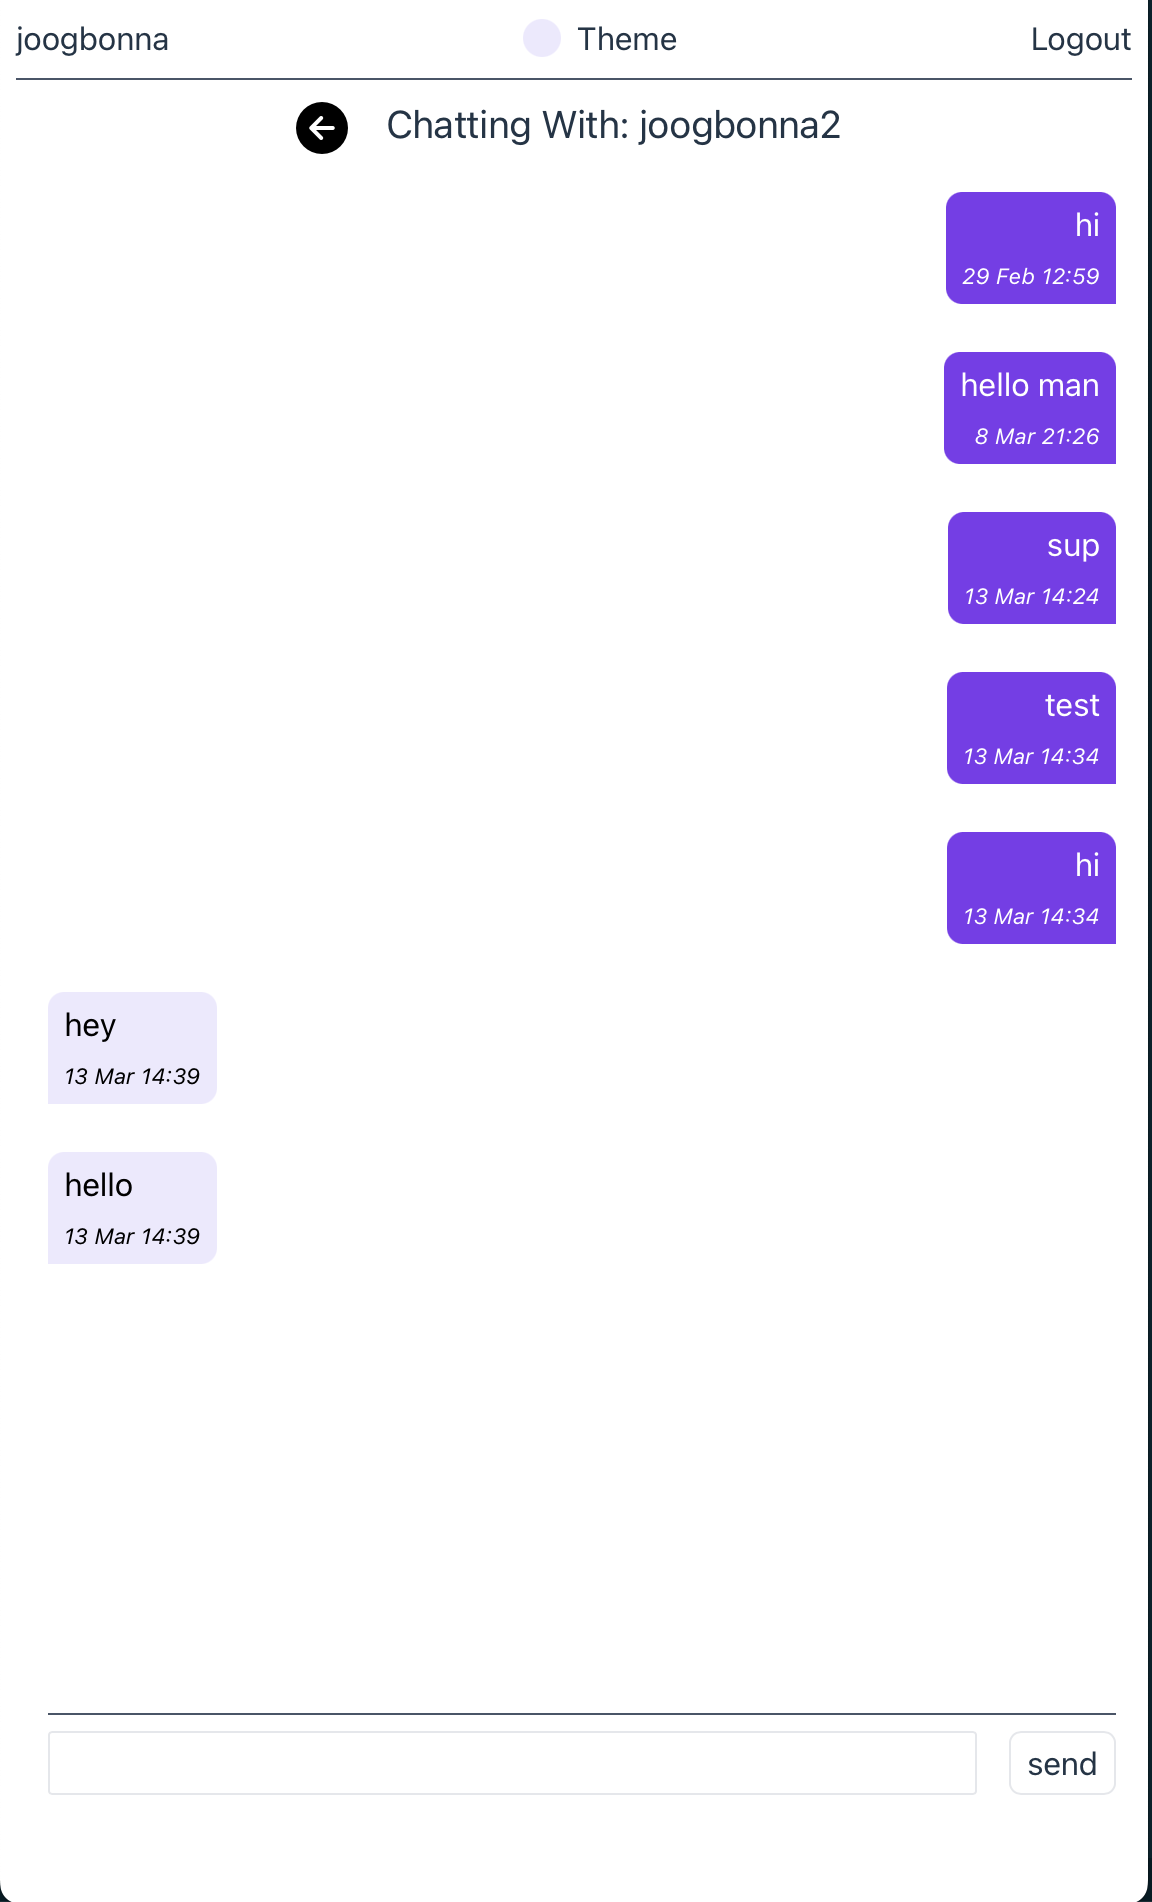 joogbonna
Theme
Logout
Chatting With: joogbonna2
hi
29 Feb 12:59
hello man
8 Mar 21:26
sup
13 Mar 14:24
test
13 Mar 14:34
hi
13 Mar 14:34
hey
13 Mar 14:39
hello
13 Mar 14:39
send